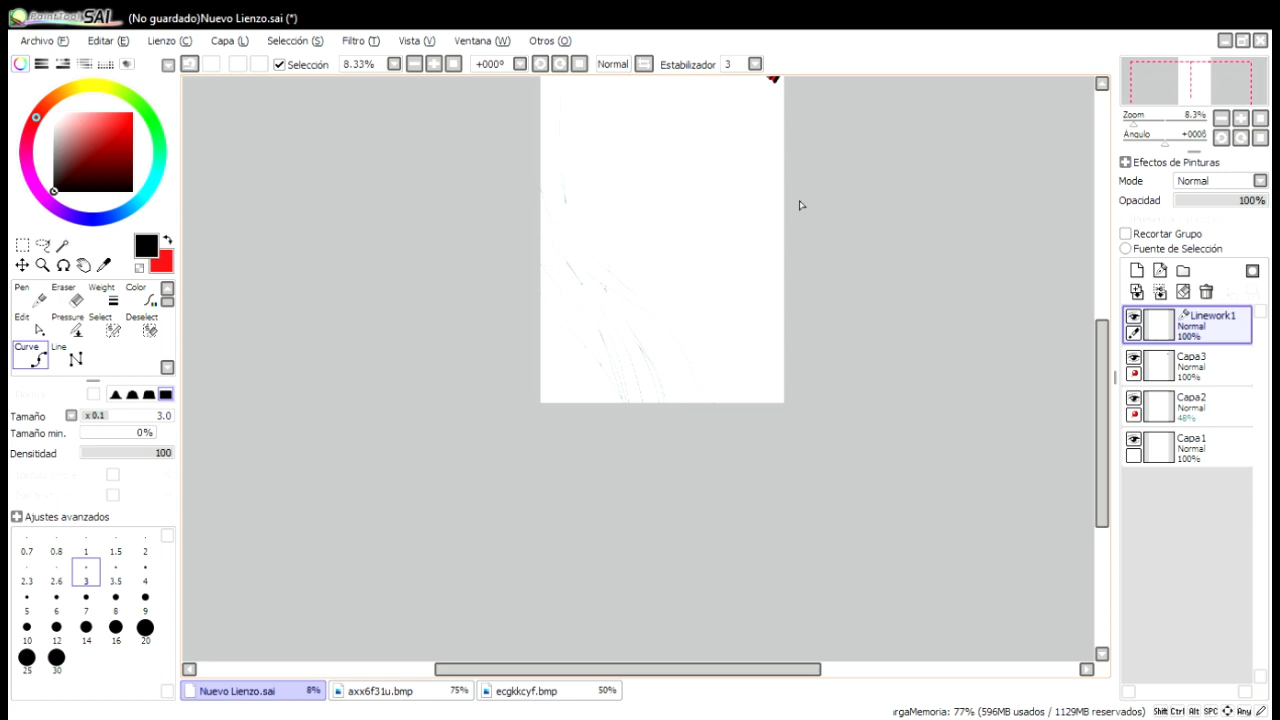 PaintTool SAI (No guardado)Nuevo Lienzo.sai (*)
Archivo (F) Editar (E) Lienzo (C) Capa (L) Selección (S) Filtro (T) Vista (V) Ventana (W) Otros (O)
Selección 8.33% +000° Normal Estabilizador 3
Zoom 8.3%
Angulo +000ß
Efectos de Pinturas
Mode Normal
Opacidad 100%
Recortar Grupo
Fuente de Selección
Linework1
Normal
100%
Capa3
Normal
100%
Capa2
Normal
48%
Capa1
Normal
100%
Pen Eraser Weight Color
Edit Pressure Select Deselect
Curve Line
Tamaño x 0.1 3.0
Tamaño min. 0%
Densitidad 100
Ajustes avanzados
0.7 0.8 1 1.5 2
2.3 2.6 3 3.5 4
5 6 7 8 9
10 12 14 16 20
25 30
Nuevo Lienzo.sai 8% axx6f31u.bmp 75% ecgkkcyf.bmp 50%
rgaMemoria: 77% (596MB usados / 1129MB reservados) Shift Ctrl Alt SPC Any